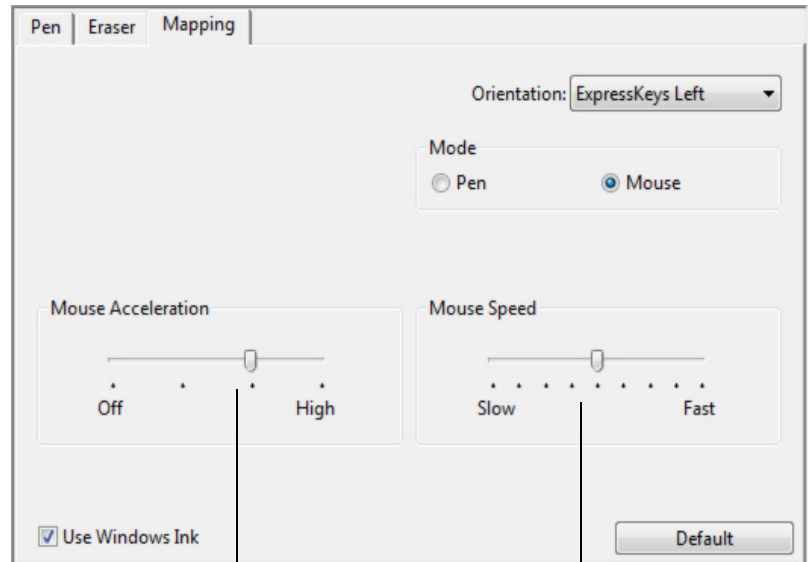 Pen Eraser Mapping
Orientation: ExpressKeys Left
Mode
Pen Mouse
Mouse Acceleration Mouse Speed
Off High Slow Fast
Use Windows Ink Default